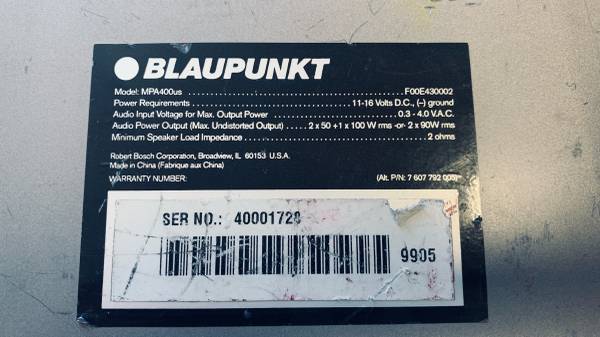 BLAUPUNKT
Model: MPA400us ........ F00E430002
Power Requirements ........ 11-16 Volts D.C., (–) ground
Audio Input Voltage for Max. Output Power ........ 0.3 - 4.0 V.A.C.
Audio Power Output (Max. Undistorted Output) ........ 2 x 50 +1 x 100 W rms -or- 2 x 90W rms
Minimum Speaker Load Impedance ........ 2 ohms
Robert Bosch Corporation, Broadview, IL 60153 U.S.A.
Made in China (Fabrique aux China)
WARRANTY NUMBER: (Alt. P/N: 7 607 792 005)
SER NO.: 40001728
9905